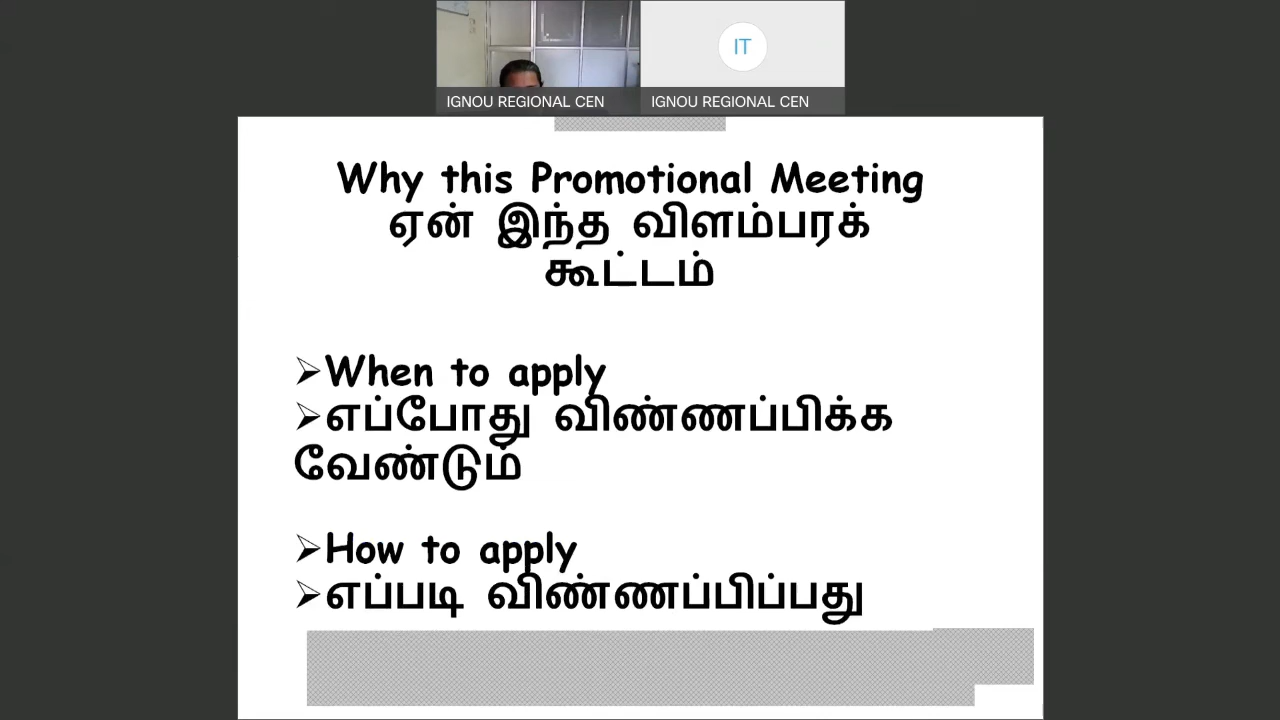 IT
IGNOU REGIONAL CEN
IGNOU REGIONAL CEN
Why this Promotional Meeting
ஏன் இந்த விளம்பரக்
கூட்டம்
➢When to apply
➢எப்போது விண்ணப்பிக்க
வேண்டும்
➢How to apply
➢எப்படி விண்ணப்பிப்பது